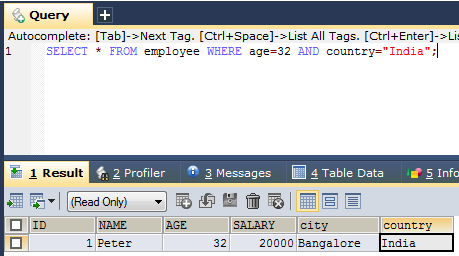 Query
Autocomplete: [Tab]->Next Tag. [Ctrl+Space]->List All Tags. [Ctrl+Enter]->Lis
1 SELECT * FROM employee WHERE age=32 AND country="India";
1 Result 2 Profiler 3 Messages 4 Table Data 5 Info
(Read Only)
ID NAME AGE SALARY city country
1 Peter 32 20000 Bangalore India